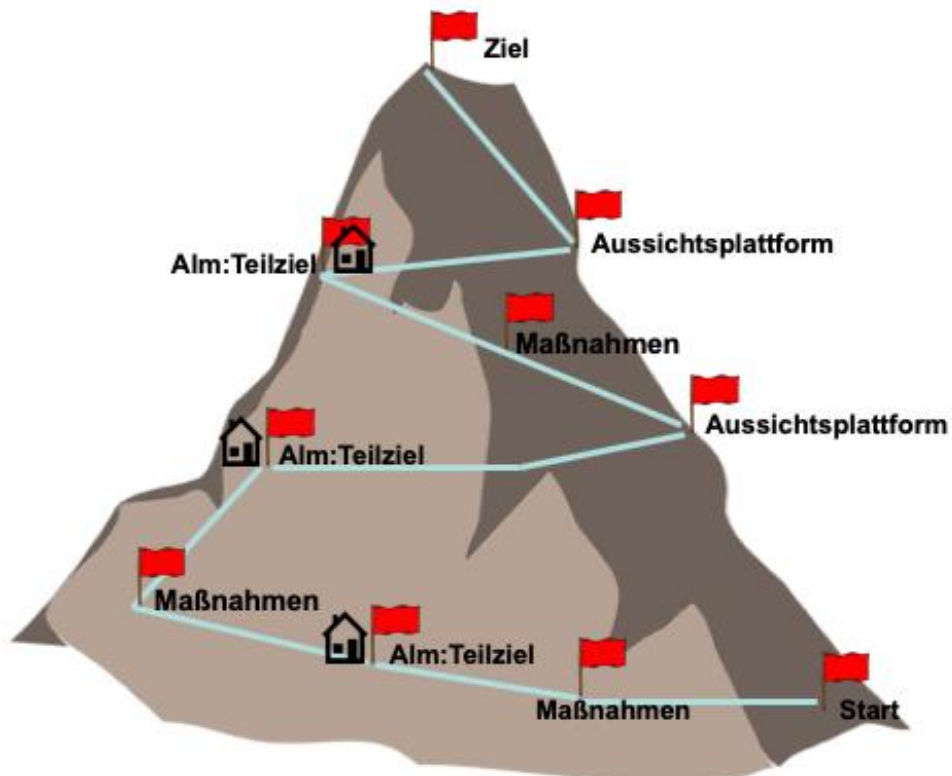 Ziel
Aussichtsplattform
Alm:Teilziel
Maßnahmen
Aussichtsplattform
Alm:Teilziel
Maßnahmen
Alm:Teilziel
Maßnahmen
Start